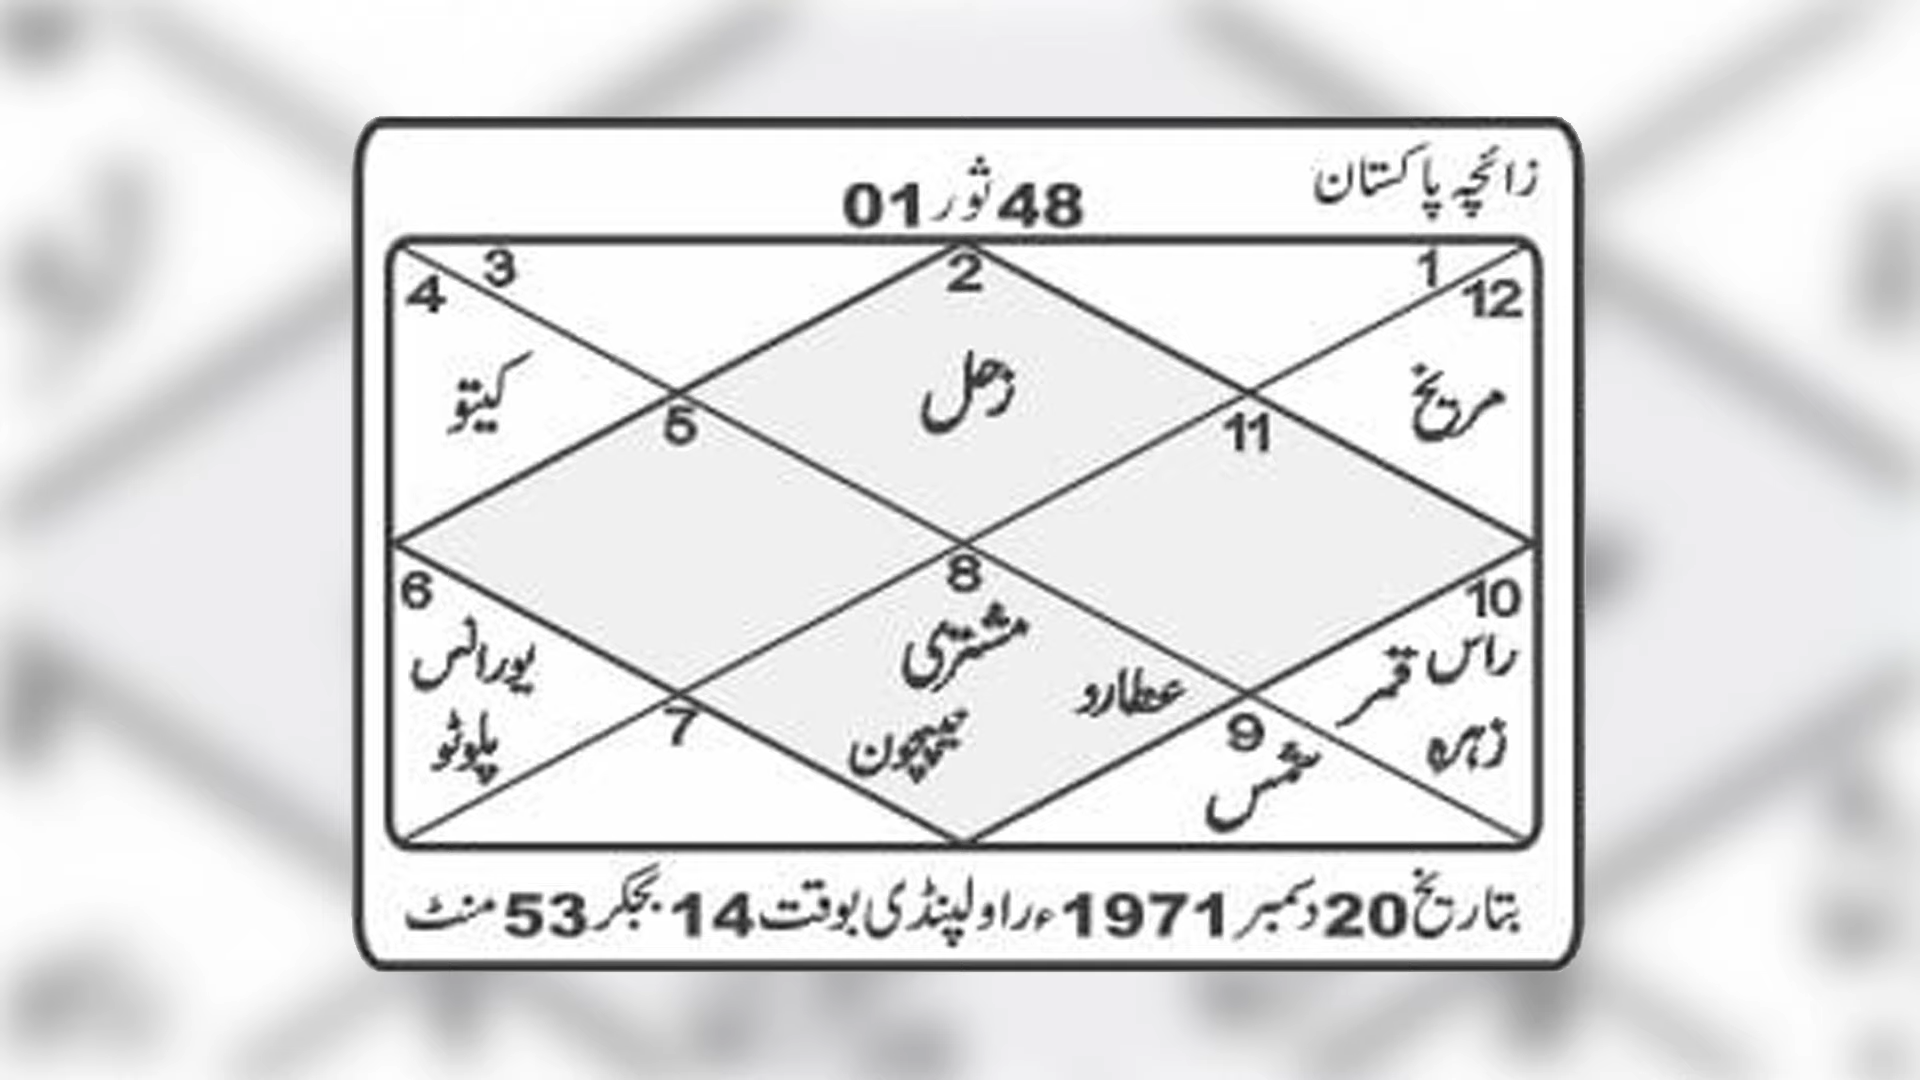 زائچہ پاکستان
48 ثور 01
2
زحل
1
12
مریخ
3
4
کیتو
5
11
6
یورانس
پلوٹو
7
8
مشتری
عطارد
نیپچون
9
شمس
10
راس قمر
زہرہ
بتاریخ 20 دسمبر 1971ء راولپنڈی بوقت 14 بجکر 53 منٹ